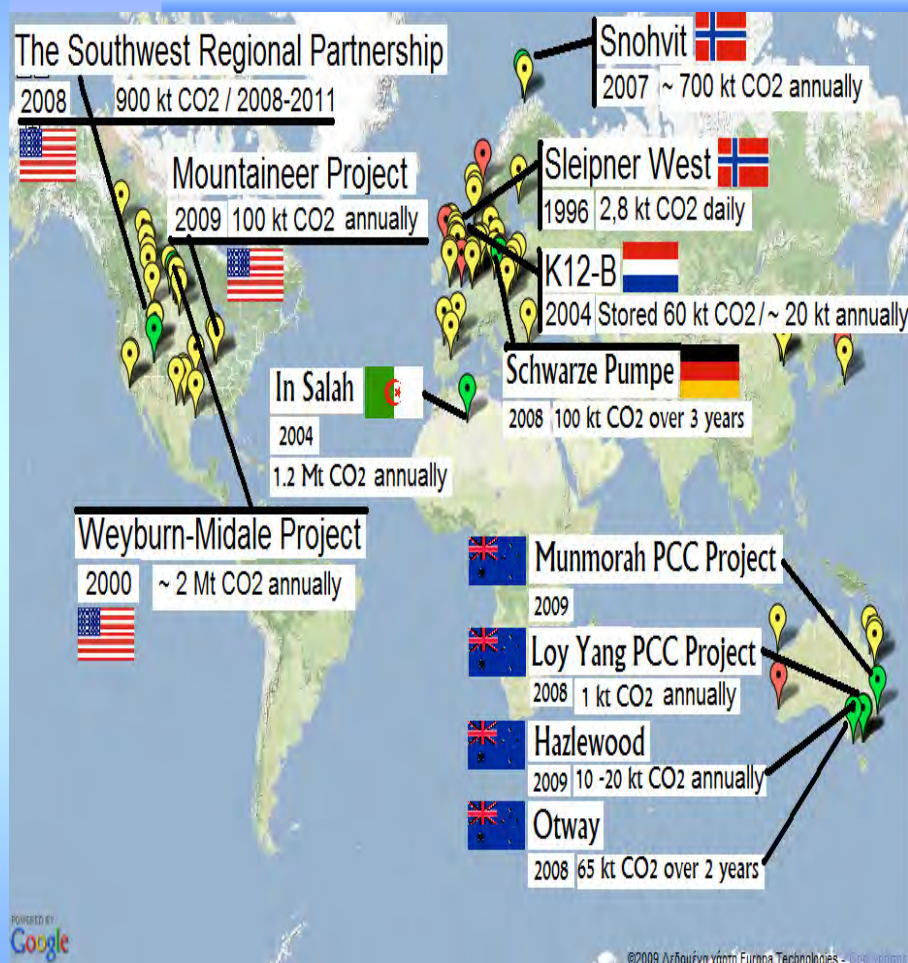 The Southwest Regional Partnership
2008 900 kt CO2 / 2008-2011
Mountaineer Project
2009 100 kt CO2 annually
Snohvit
2007 ~ 700 kt CO2 annually
Sleipner West
1996 2,8 kt CO2 daily
K12-B
2004 Stored 60 kt CO2/~ 20 kt annually
Schwarze Pumpe
2008 100 kt CO2 over 3 years
In Salah
2004
1.2 Mt CO2 annually
Weyburn-Midale Project
2000 ~ 2 Mt CO2 annually
Munmorah PCC Project
2009
Loy Yang PCC Project
2008 1 kt CO2 annually
Hazlewood
2009 10 -20 kt CO2 annually
Otway
2008 65 kt CO2 over 2 years
POWERED BY
Google
©2009 Δεδομένα χάρτη Europa Technologies -